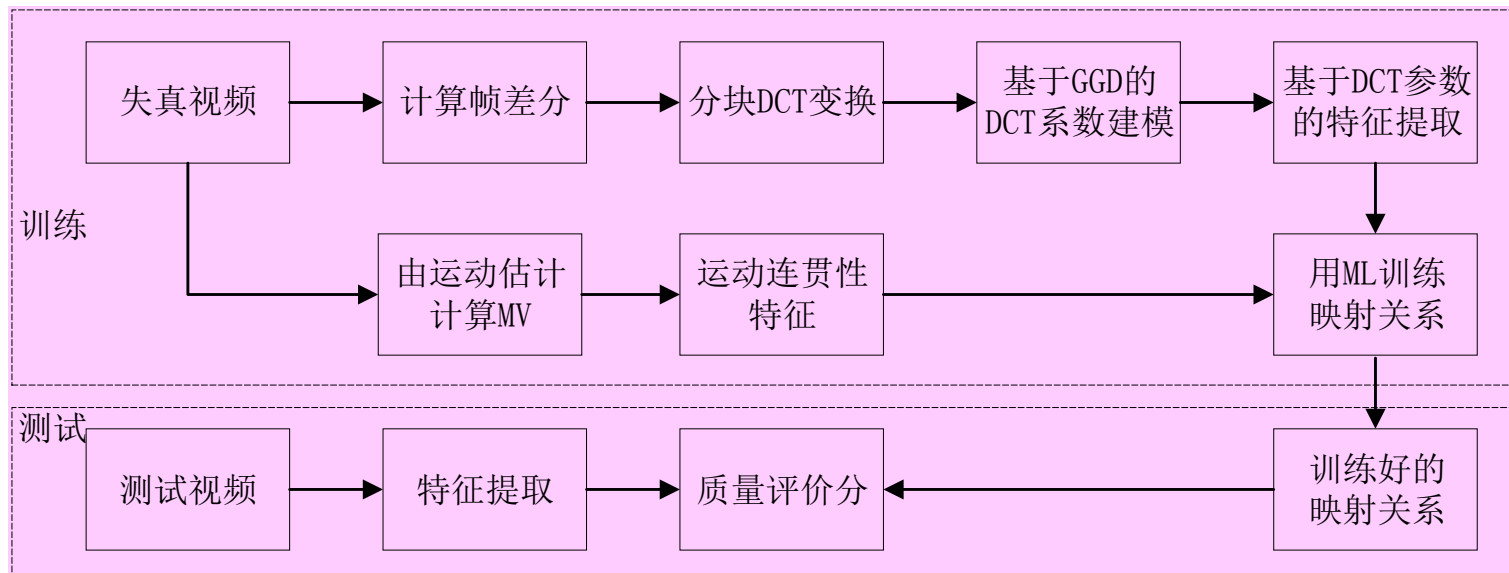 失真视频
计算帧差分
分块DCT变换
基于GGD的
DCT系数建模
基于DCT参数
的特征提取
训练
由运动估计
计算MV
运动连贯性
特征
用ML训练
映射关系
测试
测试视频
特征提取
质量评价分
训练好的
映射关系